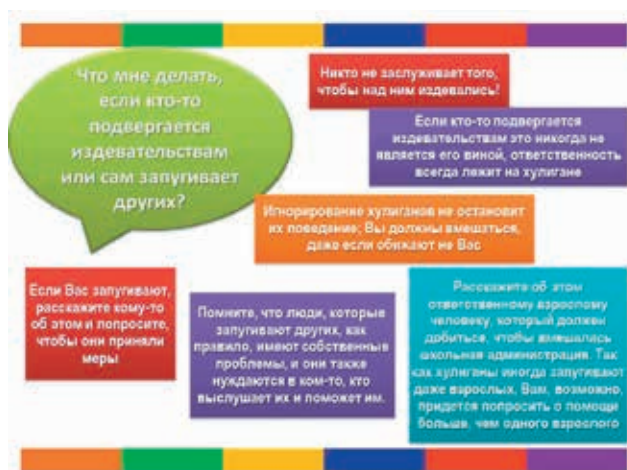 Что мне делать,
если кто-то
подвергается
издевательствам
или сам запугивает
других?
Никто не заслуживает того,
чтобы над ним издевались!
Если кто-то подвергается
издевательствам это никогда не
является его виной, ответственность
всегда лежит на хулигане
Игнорирование хулиганов не остановит
их поведение; Вы должны вмешаться,
даже если обижают не Вас
Если Вас запугивают,
расскажите кому-то
об этом и попросите,
чтобы они приняли
меры
Помните, что люди, которые
запугивают других, как
правило, имеют собственные
проблемы, и они также
нуждаются в ком-то, кто
выслушает их и поможет им.
Расскажите об этом
ответственному взрослому
человеку, который должен
добиться, чтобы вмешались
школьная администрация. Так
как хулиганы иногда запугивают
даже взрослых, Вам, возможно,
придется попросить о помощи
больше, чем одного взрослого